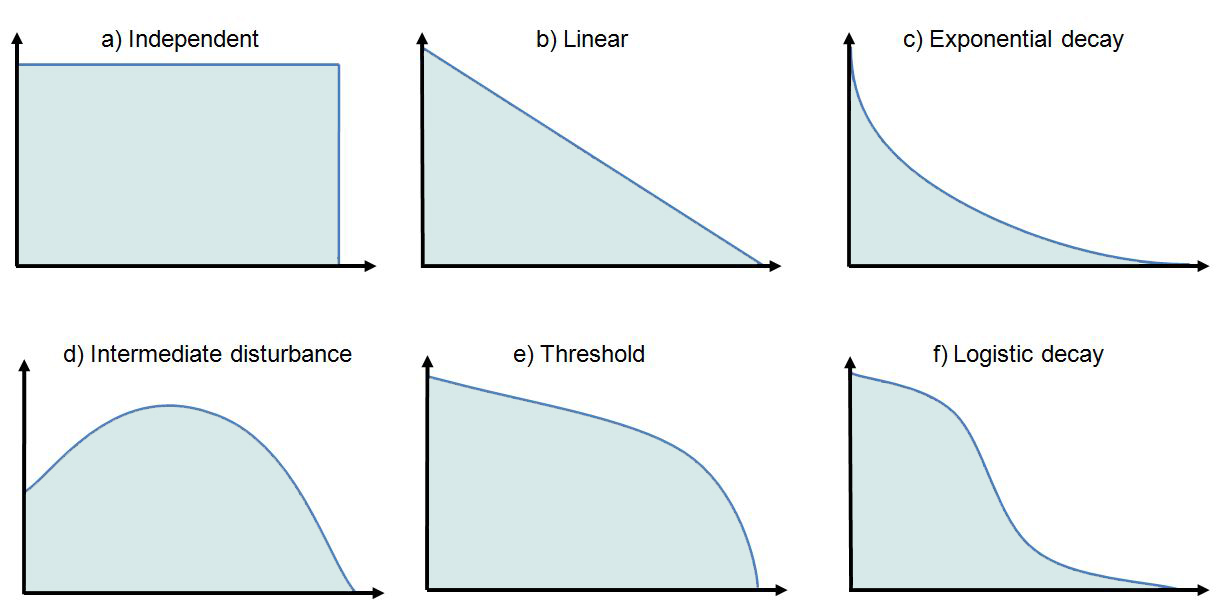 a) Independent
b) Linear
c) Exponential decay
d) Intermediate disturbance
e) Threshold
f) Logistic decay